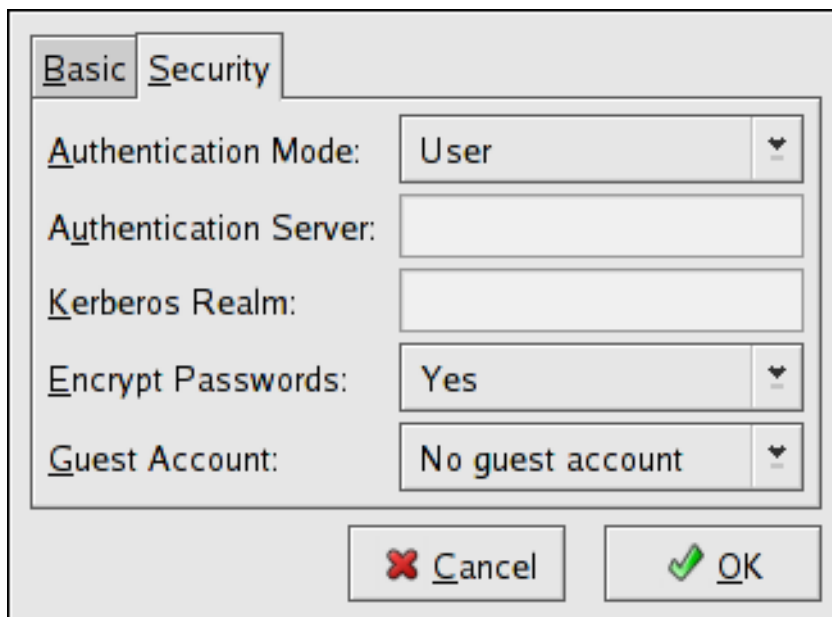 Basic Security
Authentication Mode: User
Authentication Server:
Kerberos Realm:
Encrypt Passwords: Yes
Guest Account: No guest account
Cancel OK